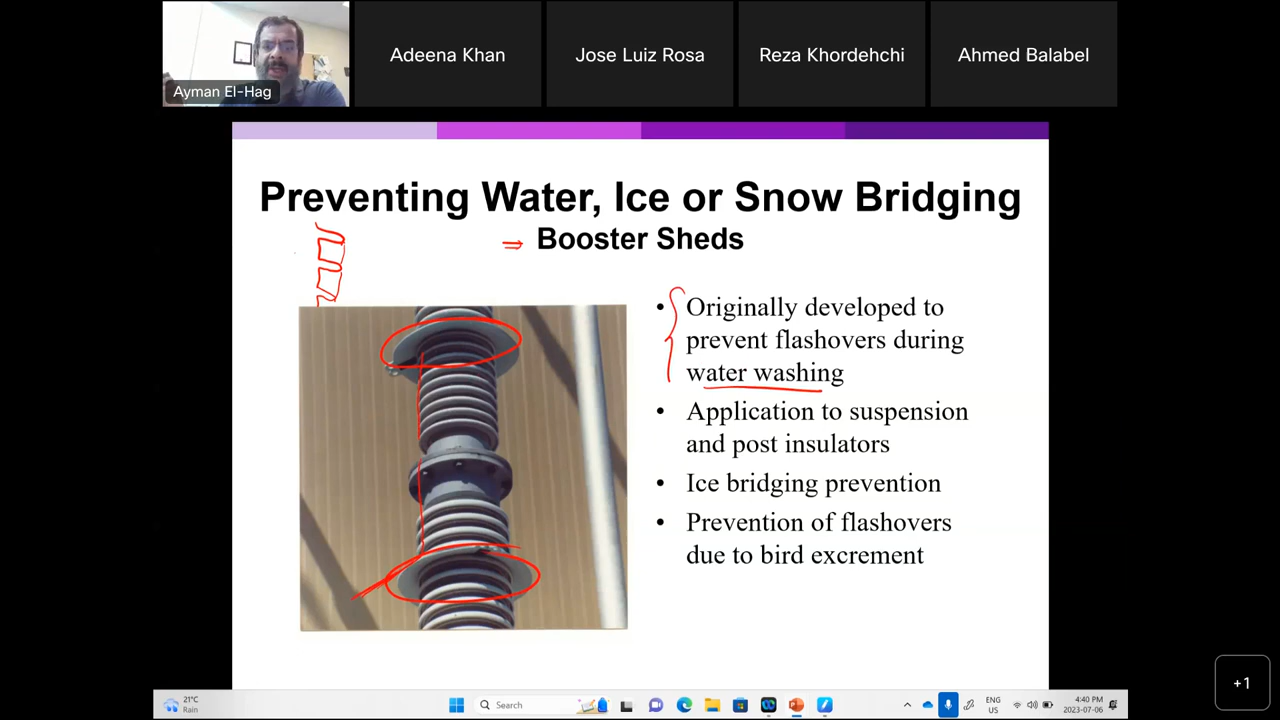 Adeena Khan
Jose Luiz Rosa
Reza Khordehchi
Ahmed Balabel
Ayman El-Hag
Preventing Water, Ice or Snow Bridging
⇒ Booster Sheds
• Originally developed to
prevent flashovers during
water washing
• Application to suspension
and post insulators
• Ice bridging prevention
• Prevention of flashovers
due to bird excrement
+1
21°C
Rain
Search
ENG
US
4:40 PM
2023-07-06